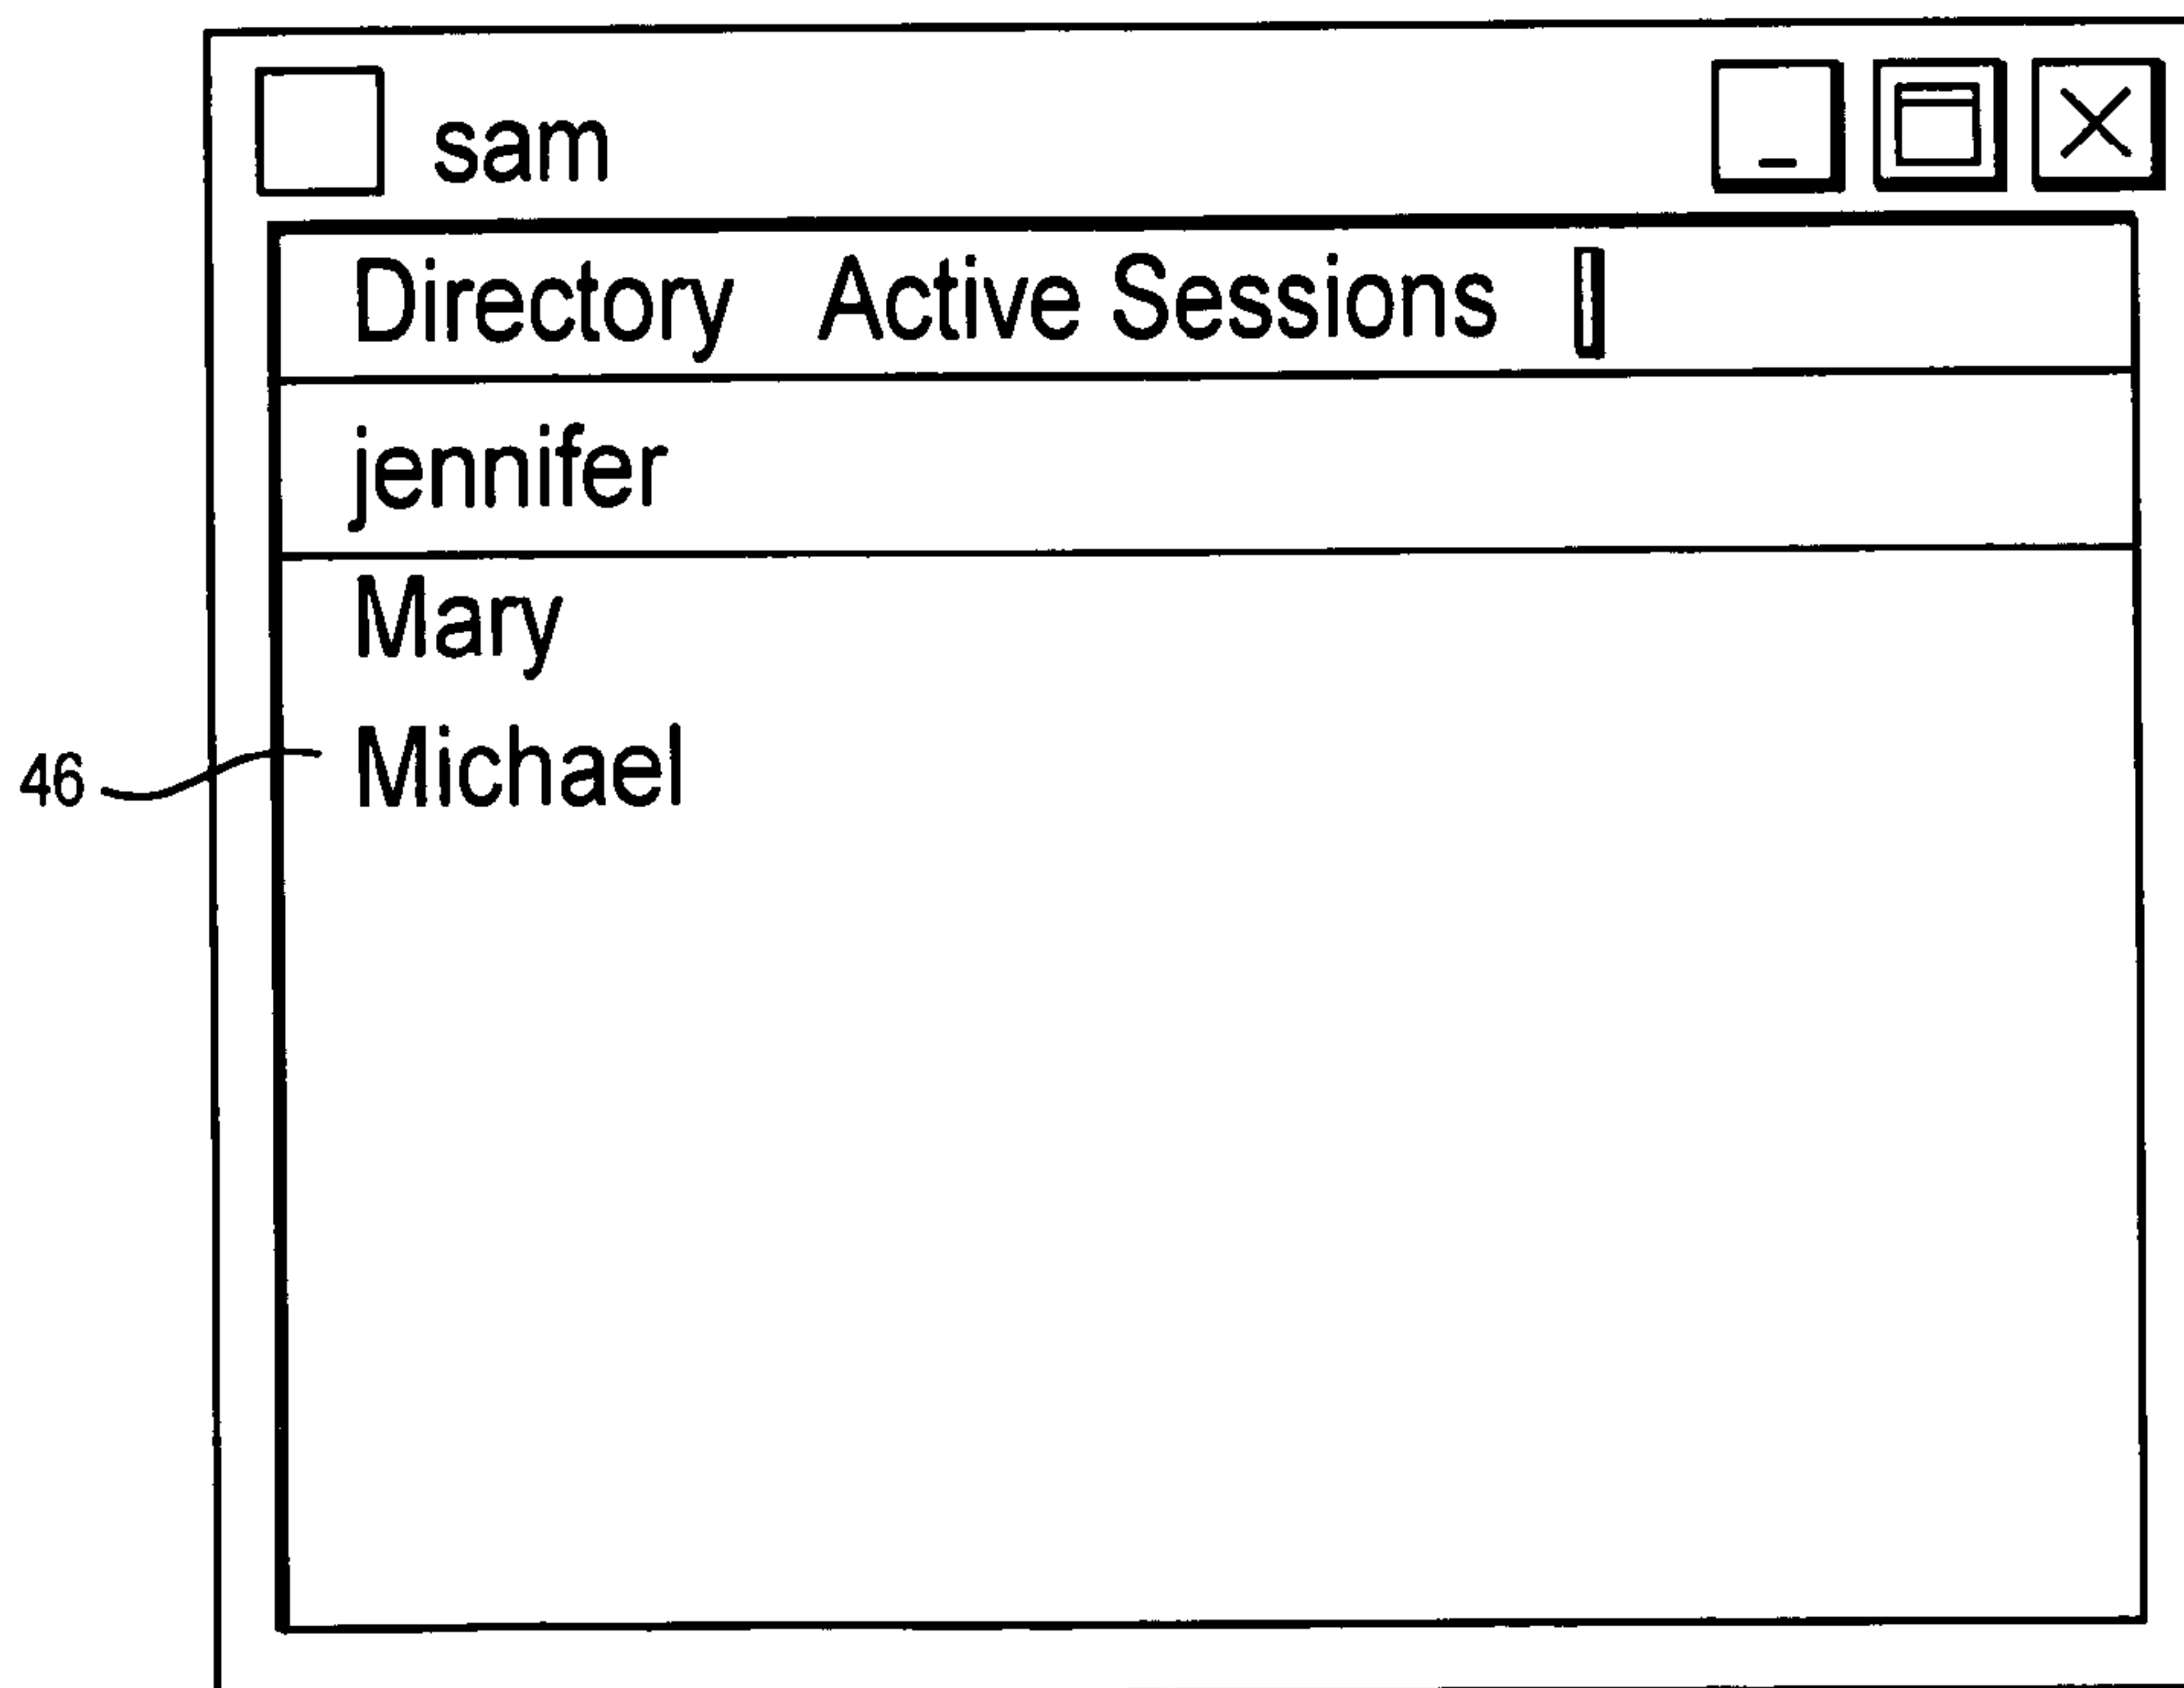 sam
Directory Active Sessions
jennifer
Mary
Michael
46